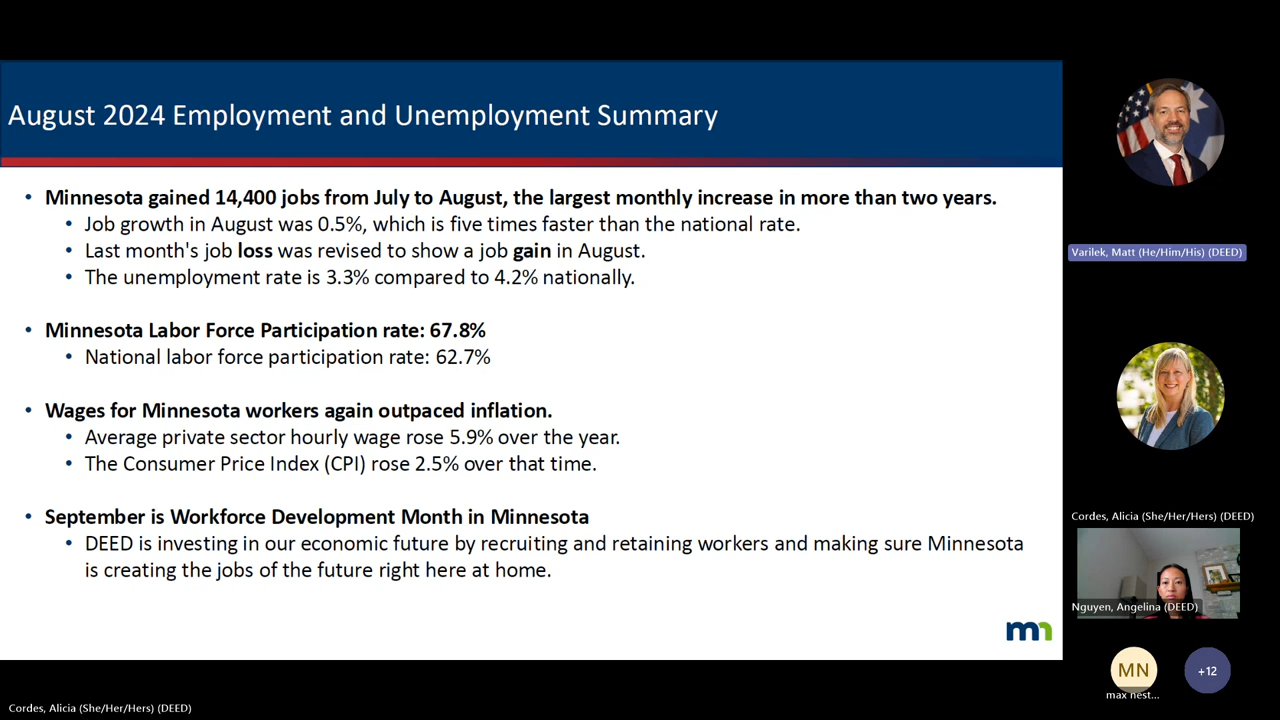 August 2024 Employment and Unemployment Summary
• Minnesota gained 14,400 jobs from July to August, the largest monthly increase in more than two years.
• Job growth in August was 0.5%, which is five times faster than the national rate.
• Last month's job loss was revised to show a job gain in August.
• The unemployment rate is 3.3% compared to 4.2% nationally.
• Minnesota Labor Force Participation rate: 67.8%
• National labor force participation rate: 62.7%
• Wages for Minnesota workers again outpaced inflation.
• Average private sector hourly wage rose 5.9% over the year.
• The Consumer Price Index (CPI) rose 2.5% over that time.
• September is Workforce Development Month in Minnesota
• DEED is investing in our economic future by recruiting and retaining workers and making sure Minnesota
is creating the jobs of the future right here at home.
mn
Varilek, Matt (He/Him/His) (DEED)
Cordes, Alicia (She/Her/Hers) (DEED)
Nguyen, Angelina (DEED)
MN
+12
max nest...
Cordes, Alicia (She/Her/Hers) (DEED)